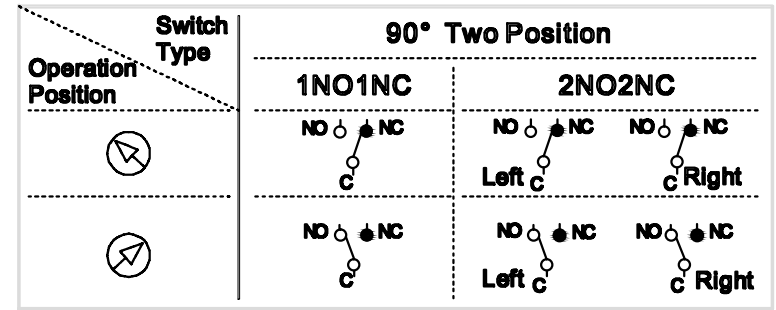 Switch
Type
90° Two Position
Operation
Position
1NO1NC
2NO2NC
NO NC
NO NC
NO NC
C
Left C
C Right
NO NC
NO NC
NO NC
C
Left C
C Right